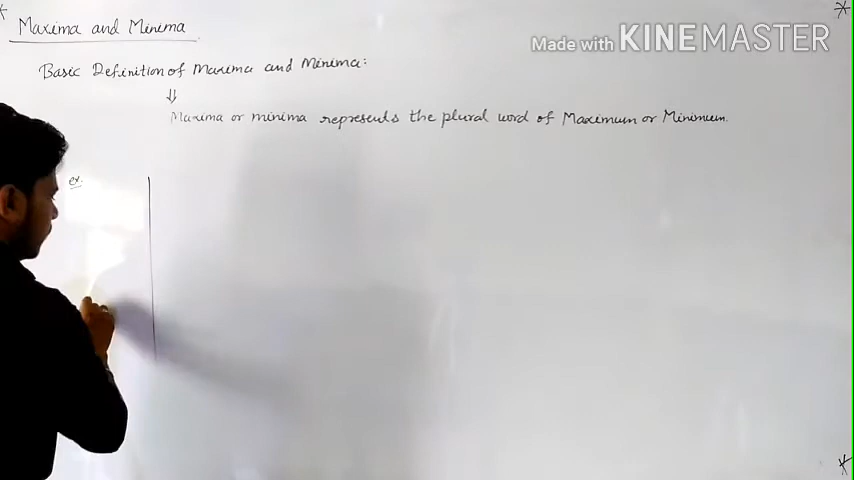 Maxima and Minima
Made with KINEMASTER
Basic Definition of Maxima and Minima:
⇓
Maxima or minima represents the plural word of Maximum or Minimum.
ex.